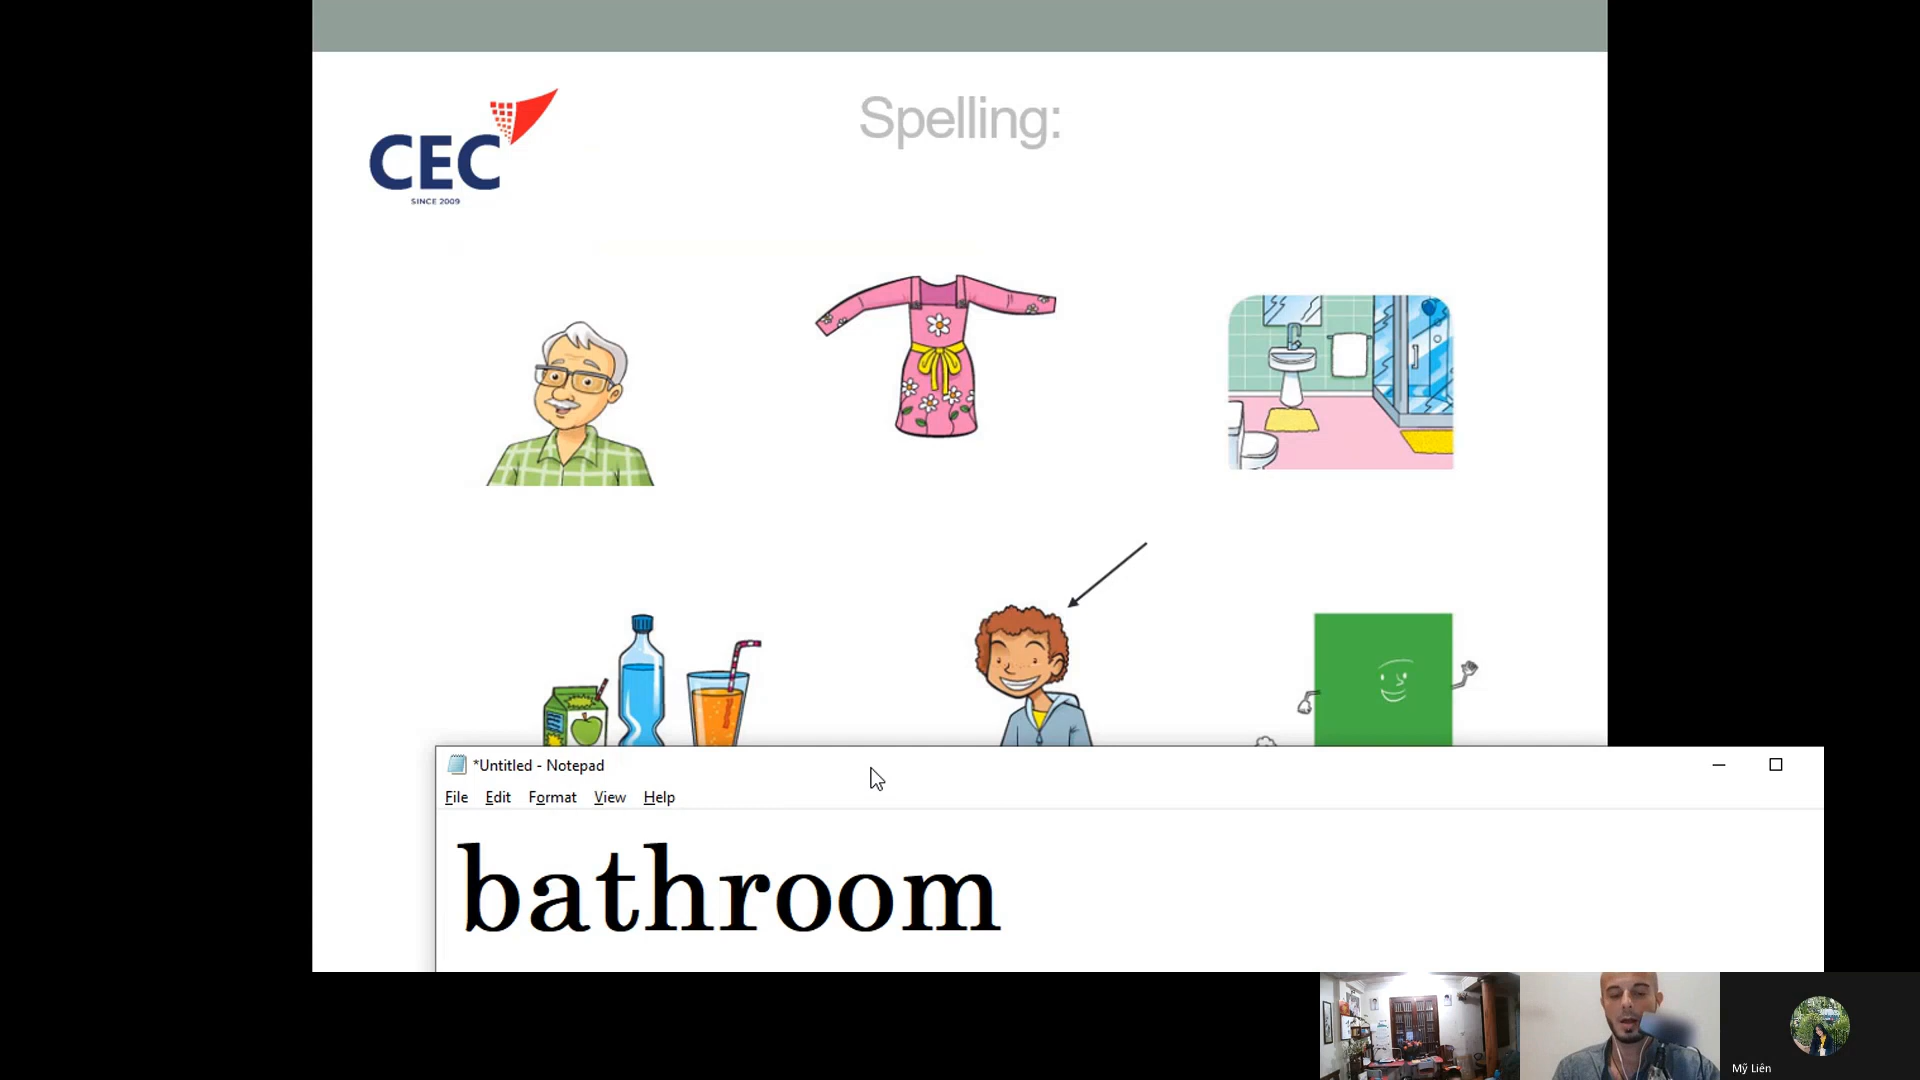 CEC
SINCE 2009
Spelling:
*Untitled - Notepad
File Edit Format View Help
bathroom
Mỹ Liên